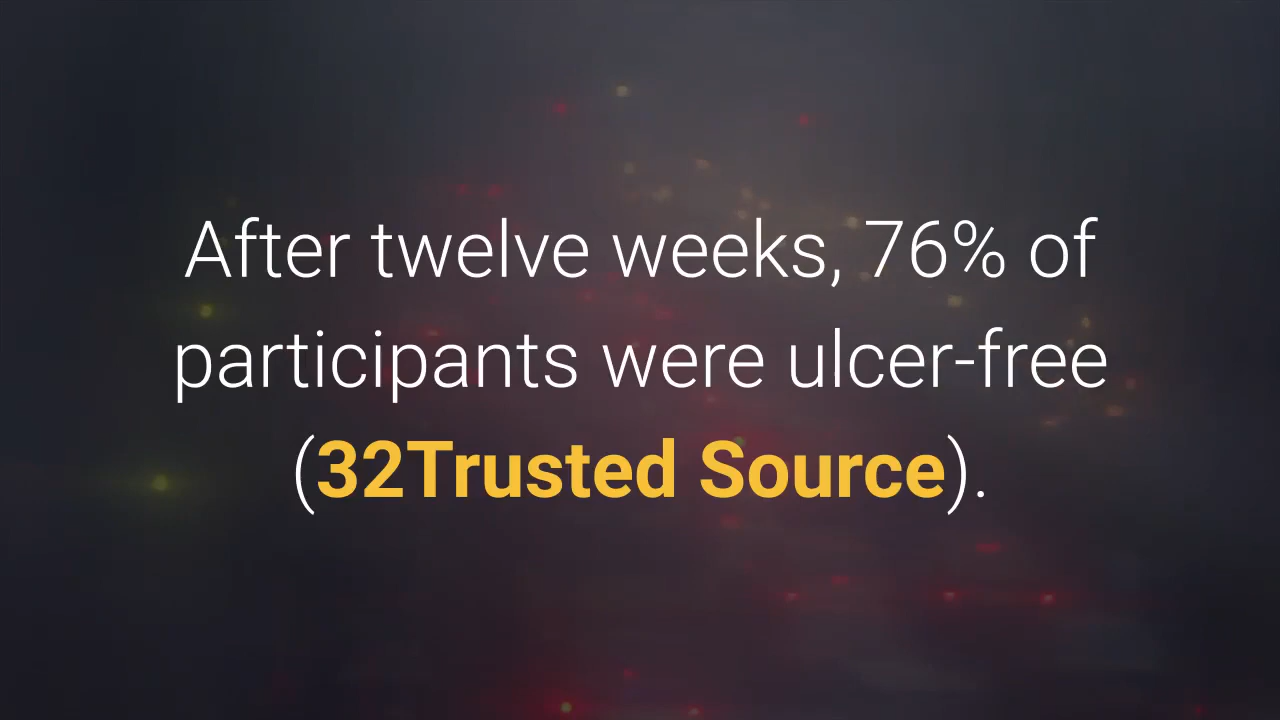 After twelve weeks, 76% of
participants were ulcer-free
(32Trusted Source).